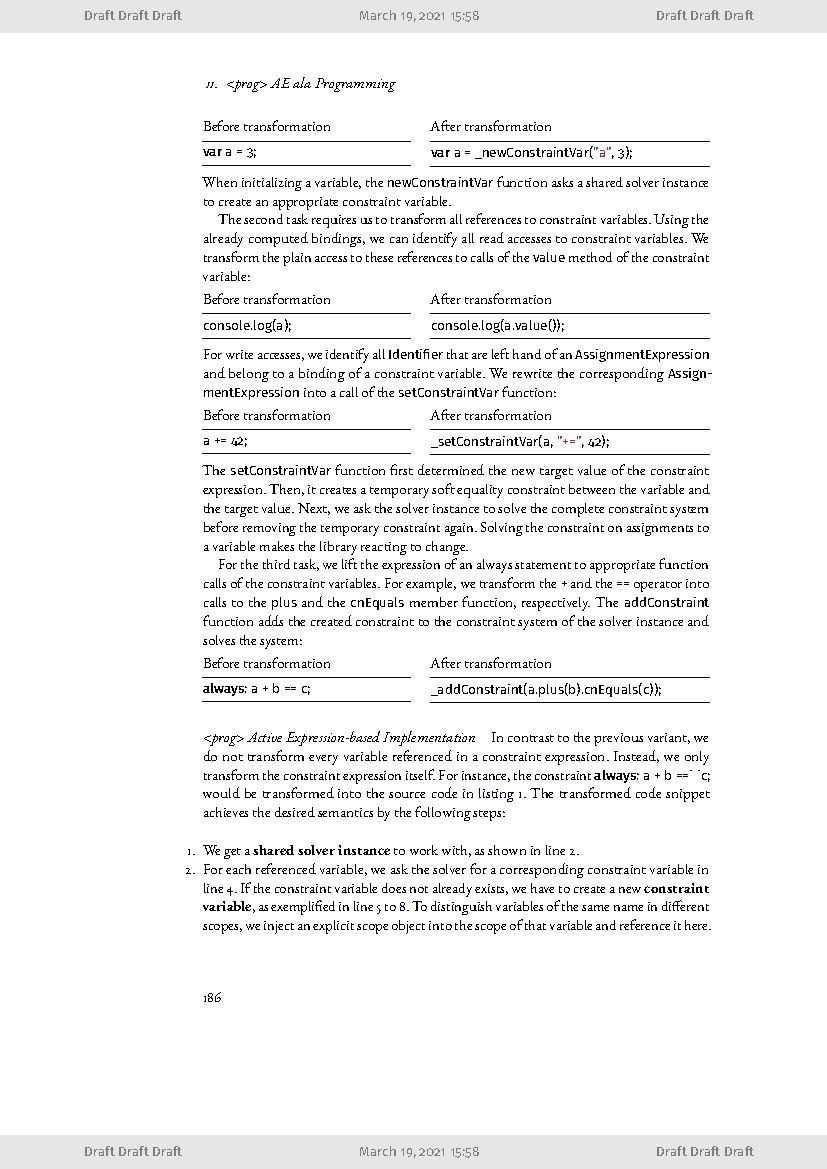 Draft Draft Draft March 19, 2021 15:58 Draft Draft Draft
11. <prog> AE ala Programming
Before transformation After transformation
var a = 3; var a = _newConstraintVar("a", 3);
When initializing a variable, the newConstraintVar function asks a shared solver instance
to create an appropriate constraint variable.
The second task requires us to transform all references to constraint variables. Using the
already computed bindings, we can identify all read accesses to constraint variables. We
transform the plain access to these references to calls of the value method of the constraint
variable:
Before transformation After transformation
console.log(a); console.log(a.value());
For write accesses, we identify all Identifier that are left hand of an AssignmentExpression
and belong to a binding of a constraint variable. We rewrite the corresponding Assign-
mentExpression into a call of the setConstraintVar function:
Before transformation After transformation
a += 42; _setConstraintVar(a, "+=", 42);
The setConstraintVar function first determined the new target value of the constraint
expression. Then, it creates a temporary soft equality constraint between the variable and
the target value. Next, we ask the solver instance to solve the complete constraint system
before removing the temporary constraint again. Solving the constraint on assignments to
a variable makes the library reacting to change.
For the third task, we lift the expression of an always statement to appropriate function
calls of the constraint variables. For example, we transform the + and the == operator into
calls to the plus and the cnEquals member function, respectively. The addConstraint
function adds the created constraint to the constraint system of the solver instance and
solves the system:
Before transformation After transformation
always: a + b == c; _addConstraint(a.plus(b).cnEquals(c));
<prog> Active Expression-based Implementation In contrast to the previous variant, we
do not transform every variable referenced in a constraint expression. Instead, we only
transform the constraint expression itself. For instance, the constraint always: a + b ==` `c;
would be transformed into the source code in listing 1. The transformed code snippet
achieves the desired semantics by the following steps:
1. We get a shared solver instance to work with, as shown in line 2.
2. For each referenced variable, we ask the solver for a corresponding constraint variable in
line 4. If the constraint variable does not already exists, we have to create a new constraint
variable, as exemplified in line 5 to 8. To distinguish variables of the same name in different
scopes, we inject an explicit scope object into the scope of that variable and reference it here.
186
Draft Draft Draft March 19, 2021 15:58 Draft Draft Draft